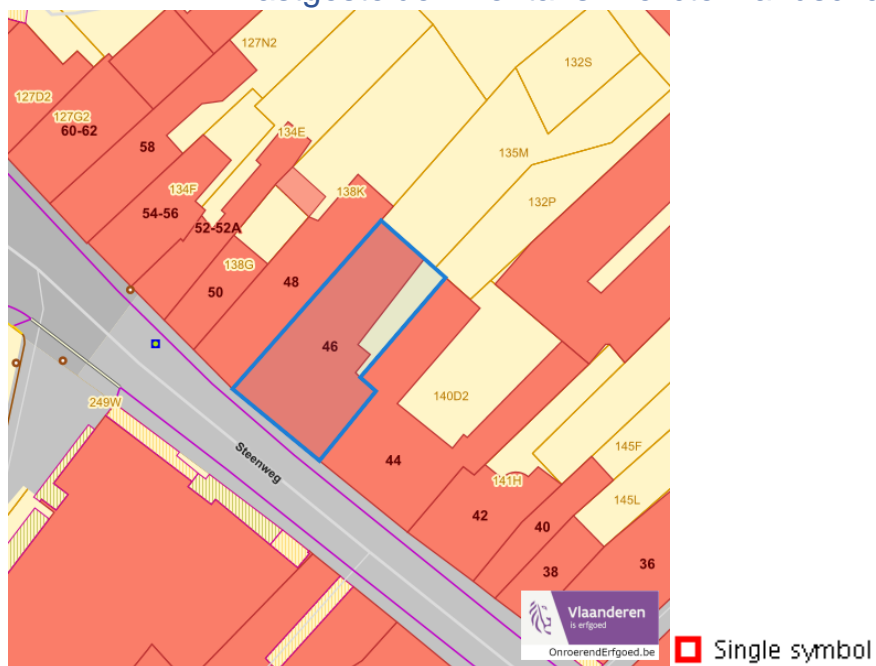 127N2
132S
127D2
127G2
60-62
134E
58
135M
134F
138K
132P
54-56
52-52A
138G
48
50
46
249W
140D2
Steenweg
44
145F
141H
145L
42
40
38
36
Vlaanderen
is erfgoed
OnroerendErfgoed.be
Single symbol